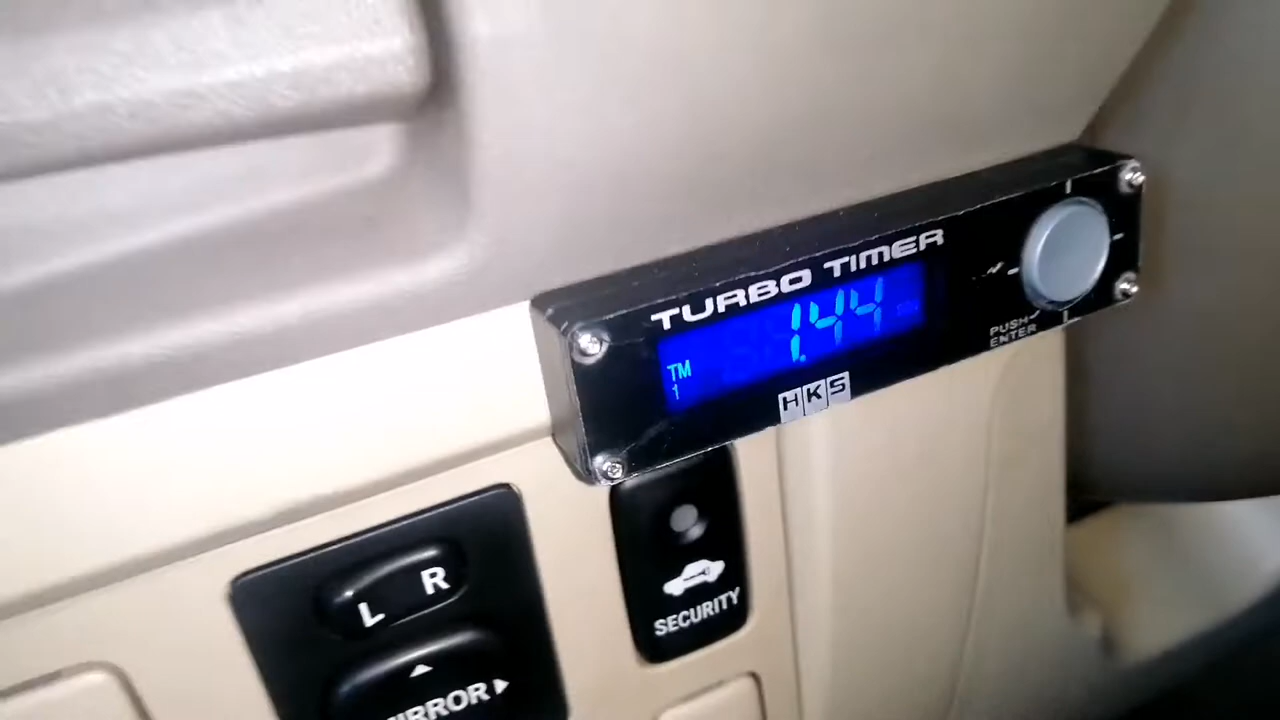 TURBO TIMER
1.44
TM
1
PUSH
ENTER
HKS
L R
SECURITY
MIRROR